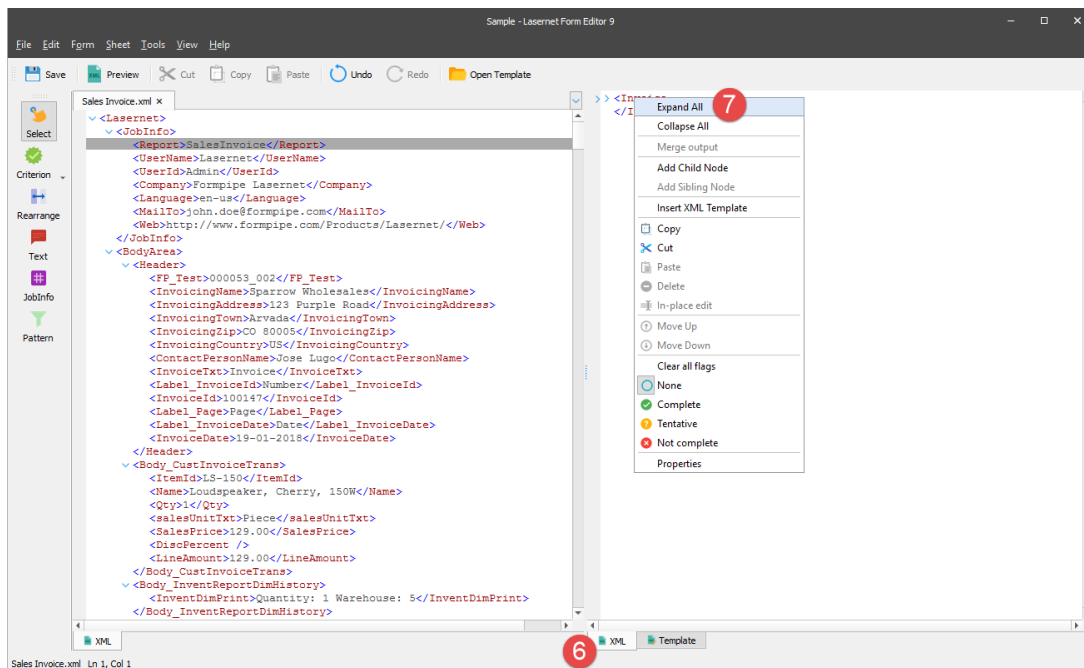 Sample - Lasernet Form Editor 9
File Edit Form Sheet Tools View Help
Save Preview Cut Copy Paste Undo Redo Open Template
Select
Criterion
Rearrange
Text
JobInfo
Pattern
Sales Invoice.xml ×
<Lasernet>
<JobInfo>
<Report>SalesInvoice</Report>
<UserName>Lasernet</UserName>
<UserId>Admin</UserId>
<Company>Formpipe Lasernet</Company>
<Language>en-us</Language>
<MailTo>john.doe@formpipe.com</MailTo>
<Web>http://www.formpipe.com/Products/Lasernet/</Web>
</JobInfo>
<BodyArea>
<Header>
<FP_Test>000053_002</FP_Test>
<InvoicingName>Sparrow Wholesales</InvoicingName>
<InvoicingAddress>123 Purple Road</InvoicingAddress>
<InvoicingTown>Arvada</InvoicingTown>
<InvoicingZip>CO 80005</InvoicingZip>
<InvoicingCountry>US</InvoicingCountry>
<ContactPersonName>Jose Lugo</ContactPersonName>
<InvoiceTxt>Invoice</InvoiceTxt>
<Label_InvoiceId>Number</Label_InvoiceId>
<InvoiceId>100147</InvoiceId>
<Label_Page>Page</Label_Page>
<Label_InvoiceDate>Date</Label_InvoiceDate>
<InvoiceDate>19-01-2018</InvoiceDate>
</Header>
<Body_CustInvoiceTrans>
<ItemId>LS-150</ItemId>
<Name>Loudspeaker, Cherry, 150W</Name>
<Qty>1</Qty>
<salesUnitTxt>Piece</salesUnitTxt>
<SalesPrice>129.00</SalesPrice>
<DiscPercent />
<LineAmount>129.00</LineAmount>
</Body_CustInvoiceTrans>
<Body_InventReportDimHistory>
<InventDimPrint>Quantity: 1 Warehouse: 5</InventDimPrint>
</Body_InventReportDimHistory>
XML
</I
Expand All 7
Collapse All
Merge output
Add Child Node
Add Sibling Node
Insert XML Template
Copy
Cut
Paste
Delete
In-place edit
Move Up
Move Down
Clear all flags
None
Complete
Tentative
Not complete
Properties
6 XML Template
Sales Invoice.xml Ln 1, Col 1